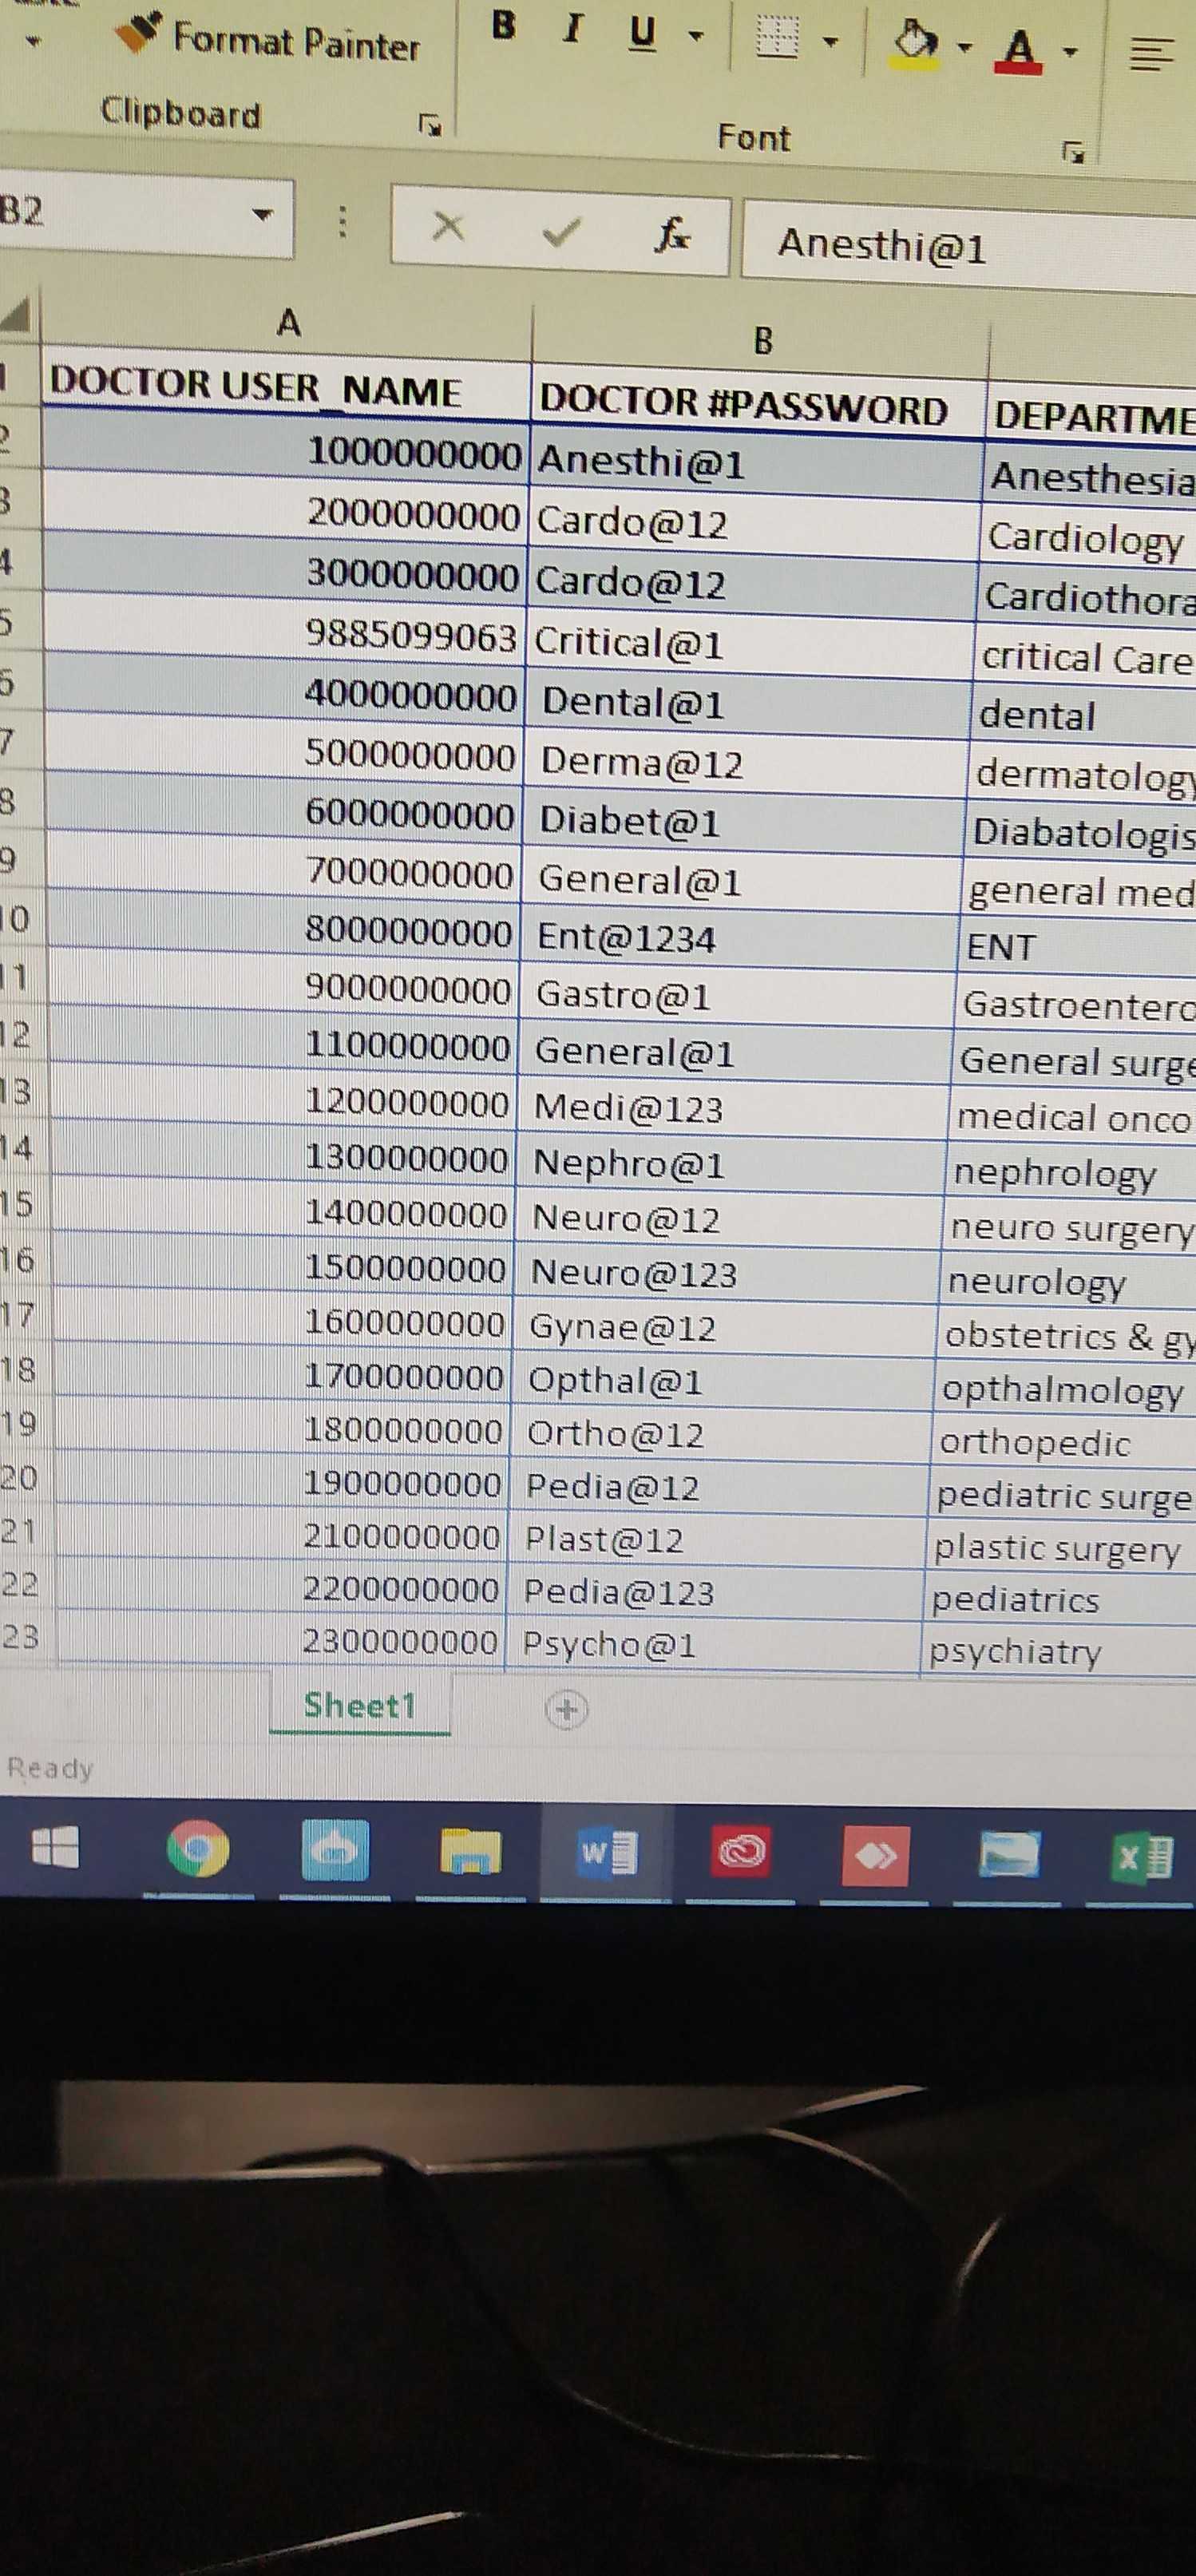 Format Painter
B I U A
Clipboard
Font
B2
fx Anesthi@1
A B
1 DOCTOR USER_NAME DOCTOR #PASSWORD DEPARTME
2 1000000000 Anesthi@1 Anesthesia
3 2000000000 Cardo@12 Cardiology
4 3000000000 Cardo@12 Cardiothora
5 9885099063 Critical@1 critical Care
6 4000000000 Dental@1 dental
7 5000000000 Derma@12 dermatology
8 6000000000 Diabet@1 Diabatologis
9 7000000000 General@1 general med
10 8000000000 Ent@1234 ENT
11 9000000000 Gastro@1 Gastroentero
12 1100000000 General@1 General surge
13 1200000000 Medi@123 medical onco
14 1300000000 Nephro@1 nephrology
15 1400000000 Neuro@12 neuro surgery
16 1500000000 Neuro@123 neurology
17 1600000000 Gynae@12 obstetrics & gy
18 1700000000 Opthal@1 opthalmology
19 1800000000 Ortho@12 orthopedic
20 1900000000 Pedia@12 pediatric surge
21 2100000000 Plast@12 plastic surgery
22 2200000000 Pedia@123 pediatrics
23 2300000000 Psycho@1 psychiatry
Sheet1
Ready